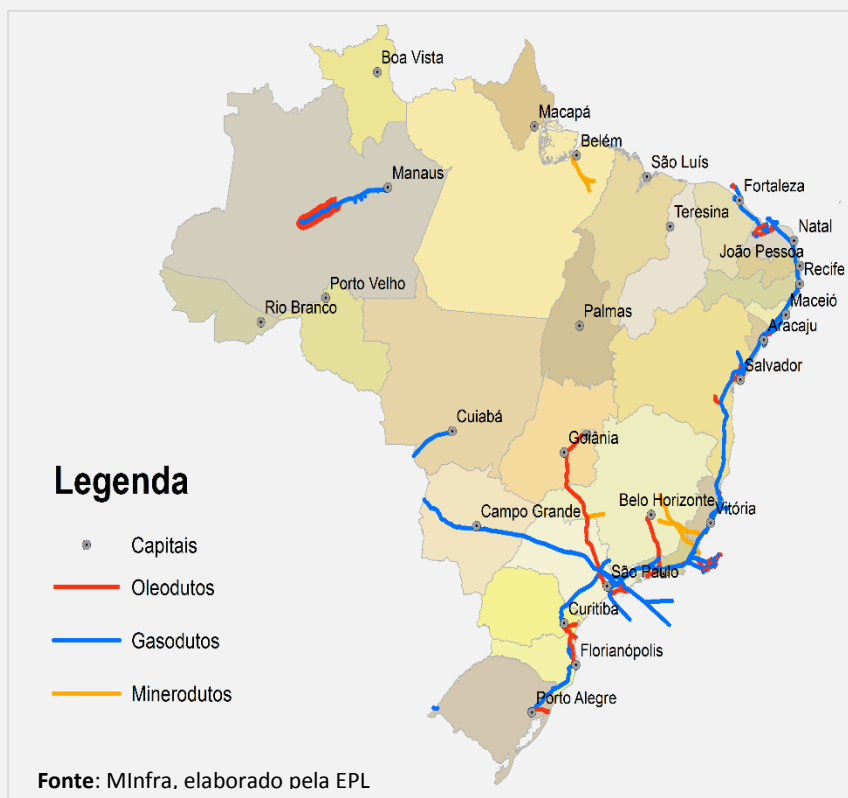 Boa Vista
Macapá
Belém
São Luís
Manaus
Fortaleza
Teresina
Natal
João Pessoa
Recife
Porto Velho
Maceió
Rio Branco
Palmas
Aracaju
Salvador
Cuiabá
Goiânia
Legenda
Belo Horizonte
Campo Grande
Vitória
Capitais
São Paulo
Oleodutos
Curitiba
Gasodutos
Florianópolis
Minerodutos
Porto Alegre
Fonte: MInfra, elaborado pela EPL